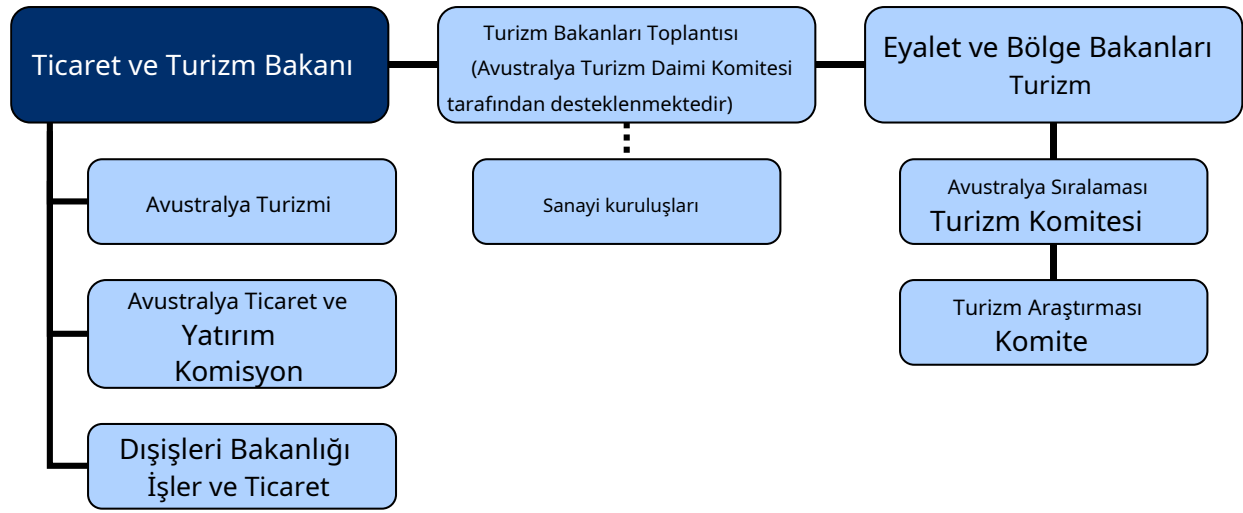 Ticaret ve Turizm Bakanı
Turizm Bakanları Toplantısı
(Avustralya Turizm Daimi Komitesi
tarafından desteklenmektedir)
Eyalet ve Bölge Bakanları
Turizm
Avustralya Turizmi
Sanayi kuruluşları
Avustralya Sıralaması
Turizm Komitesi
Avustralya Ticaret ve
Yatırım
Komisyon
Turizm Araştırması
Komite
Dışişleri Bakanlığı
İşler ve Ticaret